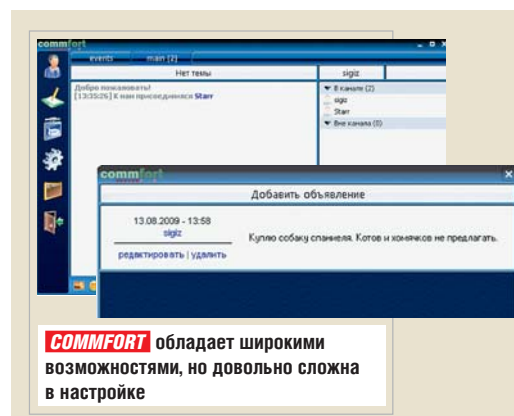 commfort
events main [2]
Нет темы
sigiz
Добро пожаловать!
[13:35:26] К нам присоединился Starr
В канале (2)
sigiz
Starr
Вне канала (0)
commfort
Добавить объявление
13.08.2009 - 13:58
sigiz
редактировать | удалить
Куплю собаку спаниеля. Котов и хомячков не предлагать.
COMMFORT обладает широкими
возможностями, но довольно сложна
в настройке